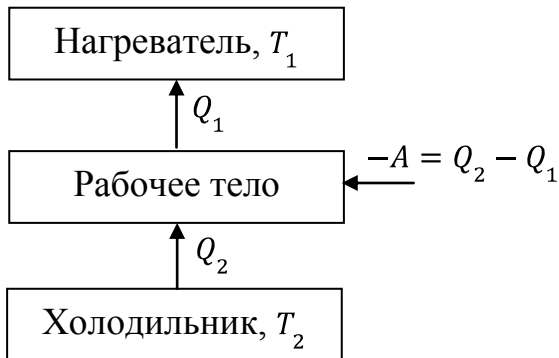 Нагреватель, T₁
Q₁
−A = Q₂ − Q₁
Рабочее тело
Q₂
Холодильник, T₂